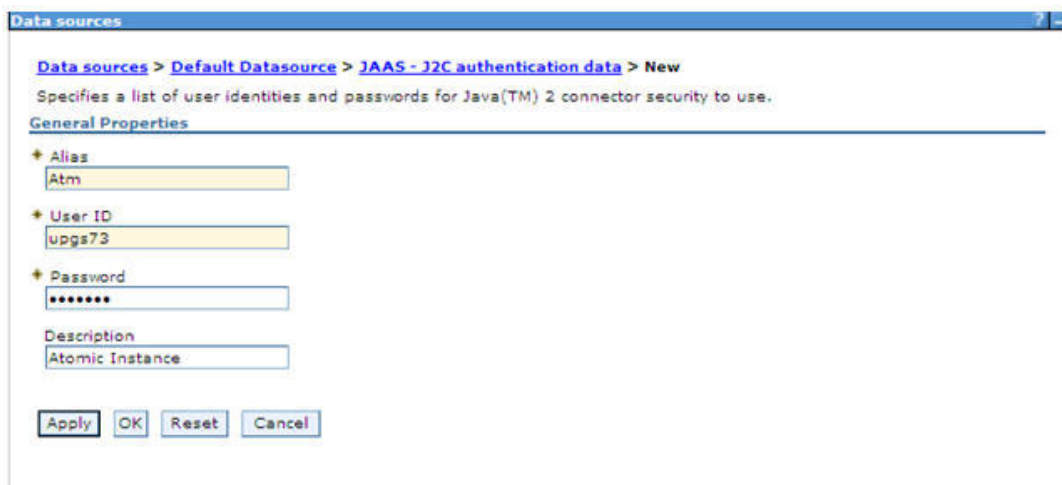 Data sources ? –
Data sources > Default Datasource > JAAS - J2C authentication data > New
Specifies a list of user identities and passwords for Java(TM) 2 connector security to use.
General Properties
Alias
Atm
User ID
upgs73
Password
•••••••
Description
Atomic Instance
Apply OK Reset Cancel